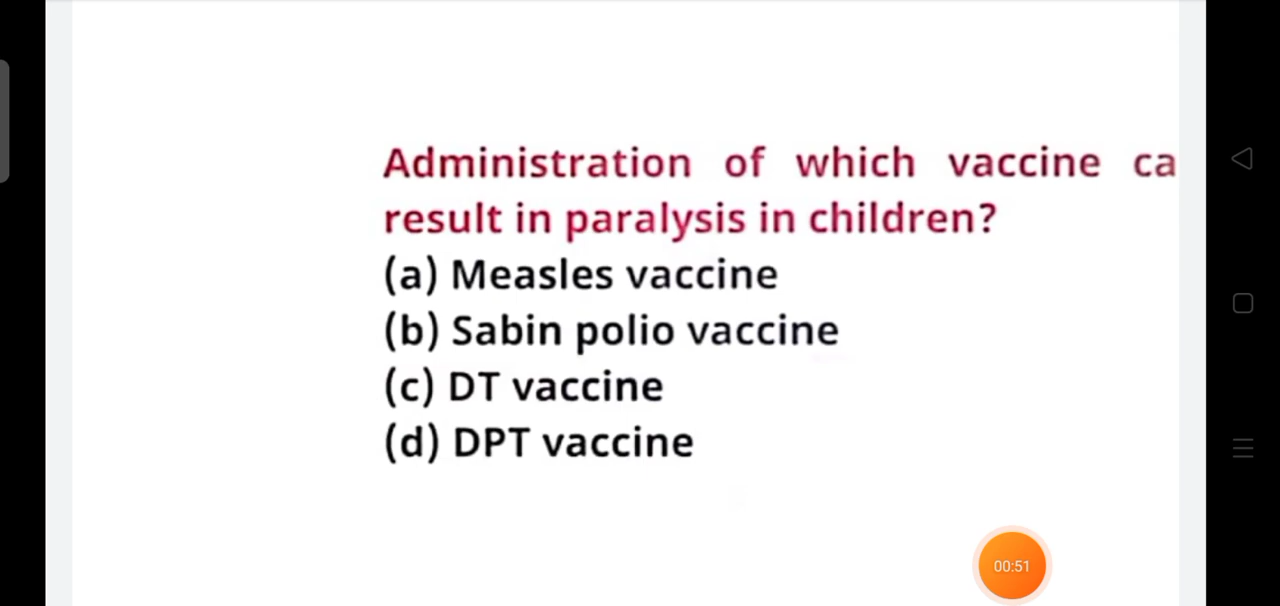 Administration of which vaccine ca
result in paralysis in children?
(a) Measles vaccine
(b) Sabin polio vaccine
(c) DT vaccine
(d) DPT vaccine
00:51